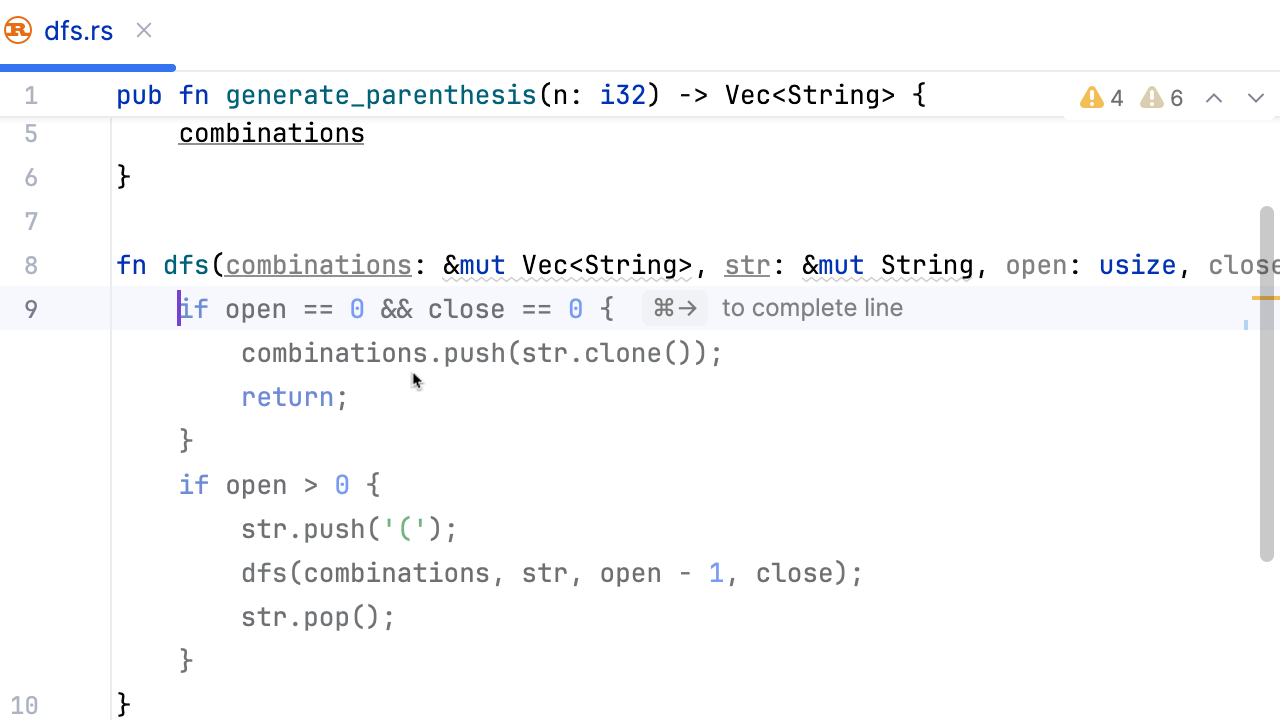 dfs.rs
1 pub fn generate_parenthesis(n: i32) -> Vec<String> { 4 6
5 combinations
6 }
7
8 fn dfs(combinations: &mut Vec<String>, str: &mut String, open: usize, close
9 if open == 0 && close == 0 { ⌘→ to complete line
combinations.push(str.clone());
return;
}
if open > 0 {
str.push('(');
dfs(combinations, str, open - 1, close);
str.pop();
}
10 }